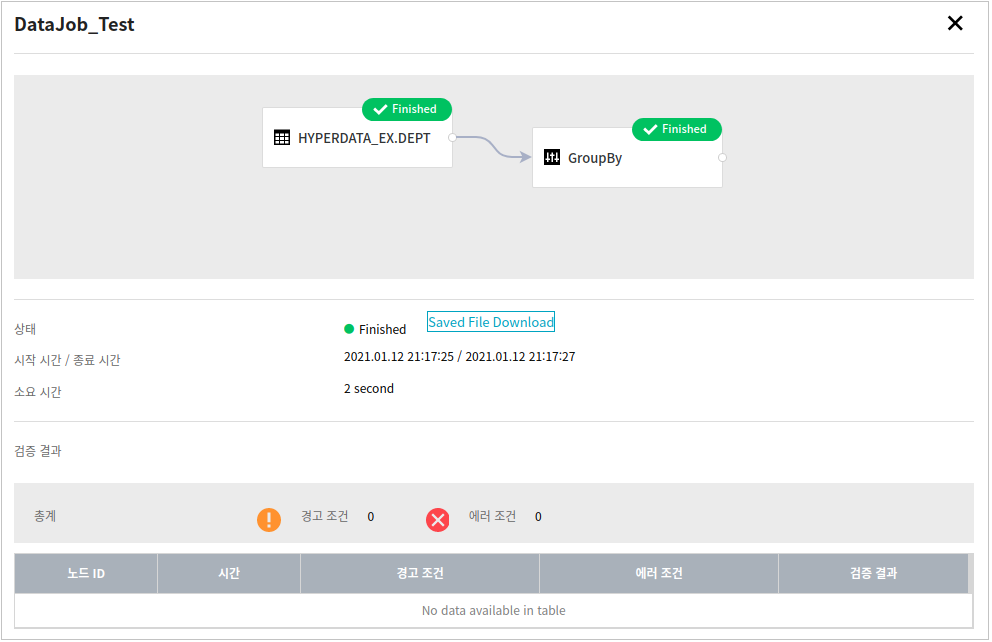 DataJob_Test
Finished
HYPERDATA_EX.DEPT
Finished
GroupBy
상태
Finished
Saved File Download
시작 시간 / 종료 시간
2021.01.12 21:17:25 / 2021.01.12 21:17:27
소요 시간
2 second
검증 결과
총계
경고 조건 0
에러 조건 0
노드 ID 시간 경고 조건 에러 조건 검증 결과
No data available in table